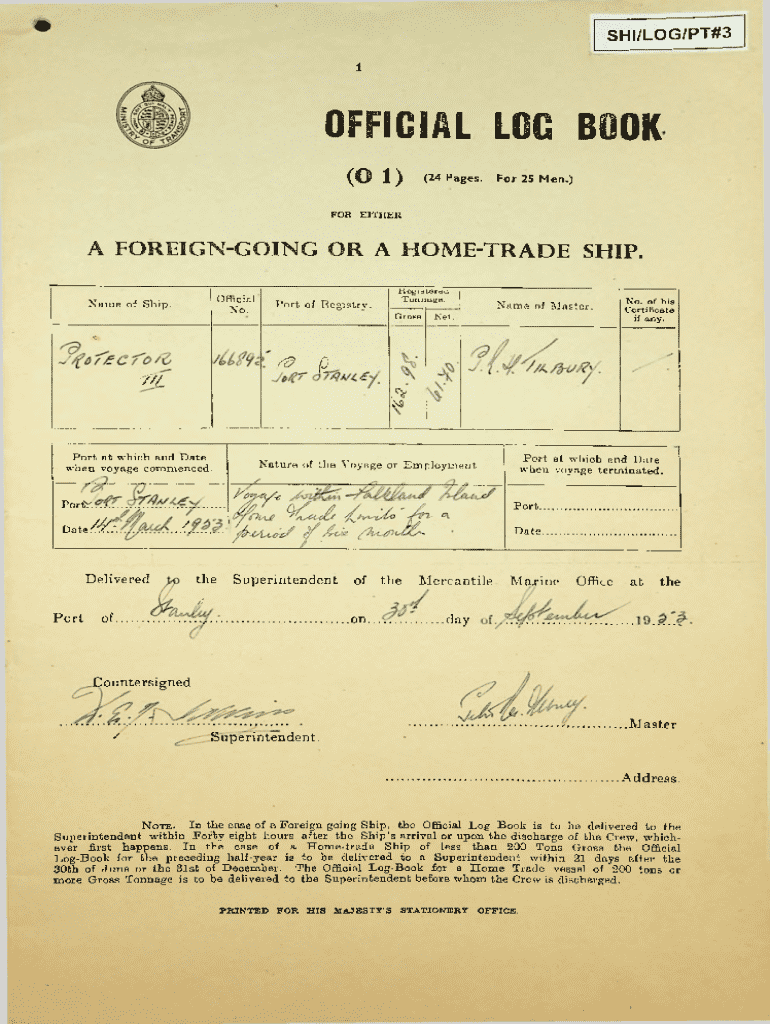 SHI/LOG/PT#3
1
MINISTRY OF TRANSPORT
OFFICIAL LOG BOOK.
(O 1) (24 Pages. For 25 Men.)
FOR EITHER
A FOREIGN-GOING OR A HOME-TRADE SHIP.
Name of Ship. Official No. Port of Registry. Registered Tonnage. Gross Net. Name of Master. No. of his Certificate if any.
PROTECTOR III 166892 PORT STANLEY. 162.98. 61.40. TILBURY.
Port at which and Date when voyage commenced. Nature of the Voyage or Employment Port at which and Date when voyage terminated.
Port PORT STANLEY Voyage within Falkland Island Port
Date 14th March 1953. Home Trade Limits for a Date
period of six months.
Delivered to the Superintendent of the Mercantile Marine Office at the
Port of Stanley. on 30th day of September 1953.
Countersigned
Superintendent. Master
Address.
NOTE. In the case of a Foreign going Ship, the Official Log Book is to be delivered to the
Superintendent within Forty eight hours after the Ship's arrival or upon the discharge of the Crew, which-
ever first happens. In the case of a Home-trade Ship of less than 200 Tons Gross the Official
Log-Book for the preceding half-year is to be delivered to a Superintendent within 21 days after the
30th of June or the 31st of December. The Official Log-Book for a Home Trade vessel of 200 tons or
more Gross Tonnage is to be delivered to the Superintendent before whom the Crew is discharged.
PRINTED FOR HIS MAJESTY'S STATIONERY OFFICE.